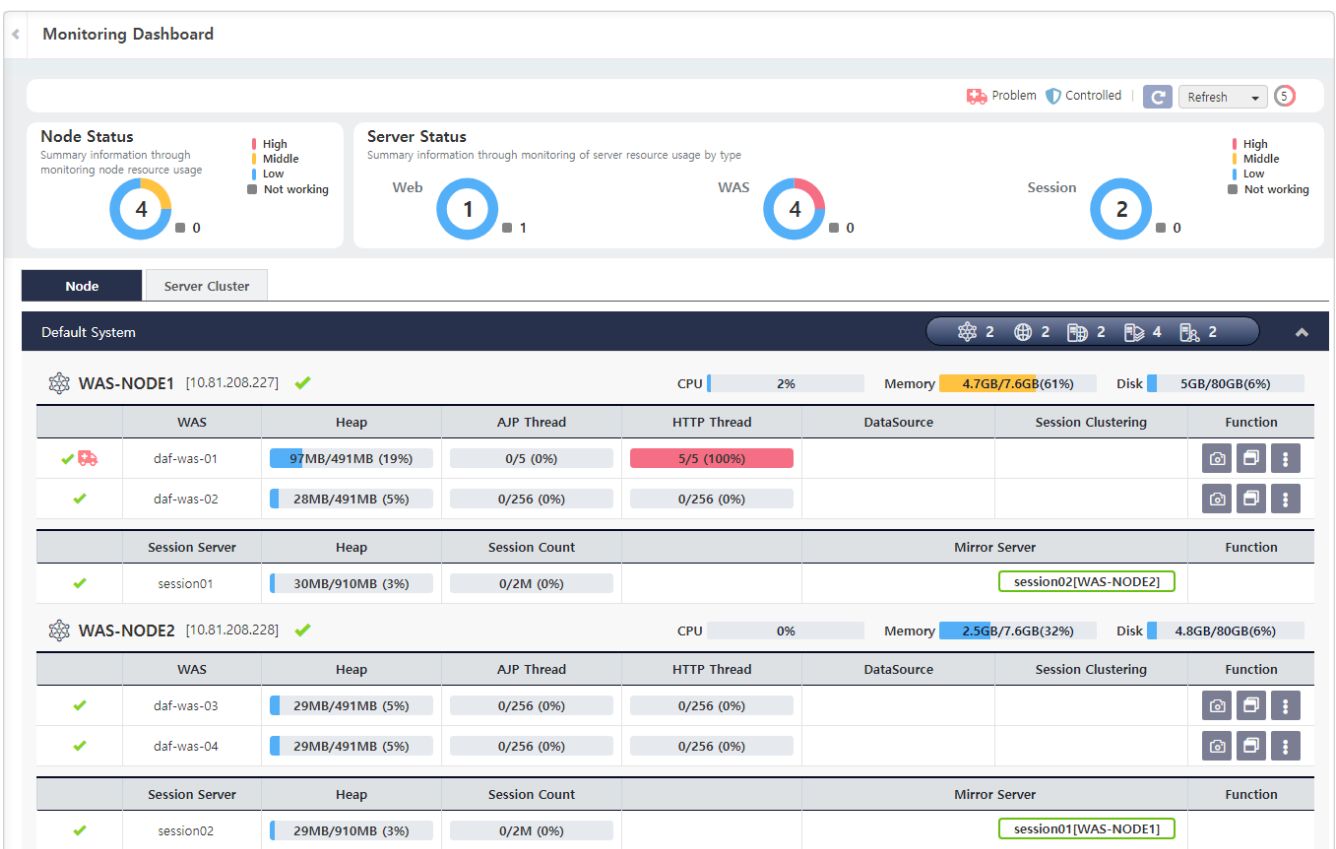 Monitoring Dashboard
Problem Controlled Refresh 5
Node Status
Summary information through
monitoring node resource usage
High
Middle
Low
Not working
4
0
Server Status
Summary information through monitoring of server resource usage by type
Web 1 1
WAS 4 0
Session 2 0
High
Middle
Low
Not working
Node Server Cluster
Default System 2 2 2 4 2
WAS-NODE1 [10.81.208.227] CPU 2% Memory 4.7GB/7.6GB(61%) Disk 5GB/80GB(6%)
WAS Heap AJP Thread HTTP Thread DataSource Session Clustering Function
daf-was-01 97MB/491MB (19%) 0/5 (0%) 5/5 (100%)
daf-was-02 28MB/491MB (5%) 0/256 (0%) 0/256 (0%)
Session Server Heap Session Count Mirror Server Function
session01 30MB/910MB (3%) 0/2M (0%) session02[WAS-NODE2]
WAS-NODE2 [10.81.208.228] CPU 0% Memory 2.5GB/7.6GB(32%) Disk 4.8GB/80GB(6%)
WAS Heap AJP Thread HTTP Thread DataSource Session Clustering Function
daf-was-03 29MB/491MB (5%) 0/256 (0%) 0/256 (0%)
daf-was-04 29MB/491MB (5%) 0/256 (0%) 0/256 (0%)
Session Server Heap Session Count Mirror Server Function
session02 29MB/910MB (3%) 0/2M (0%) session01[WAS-NODE1]